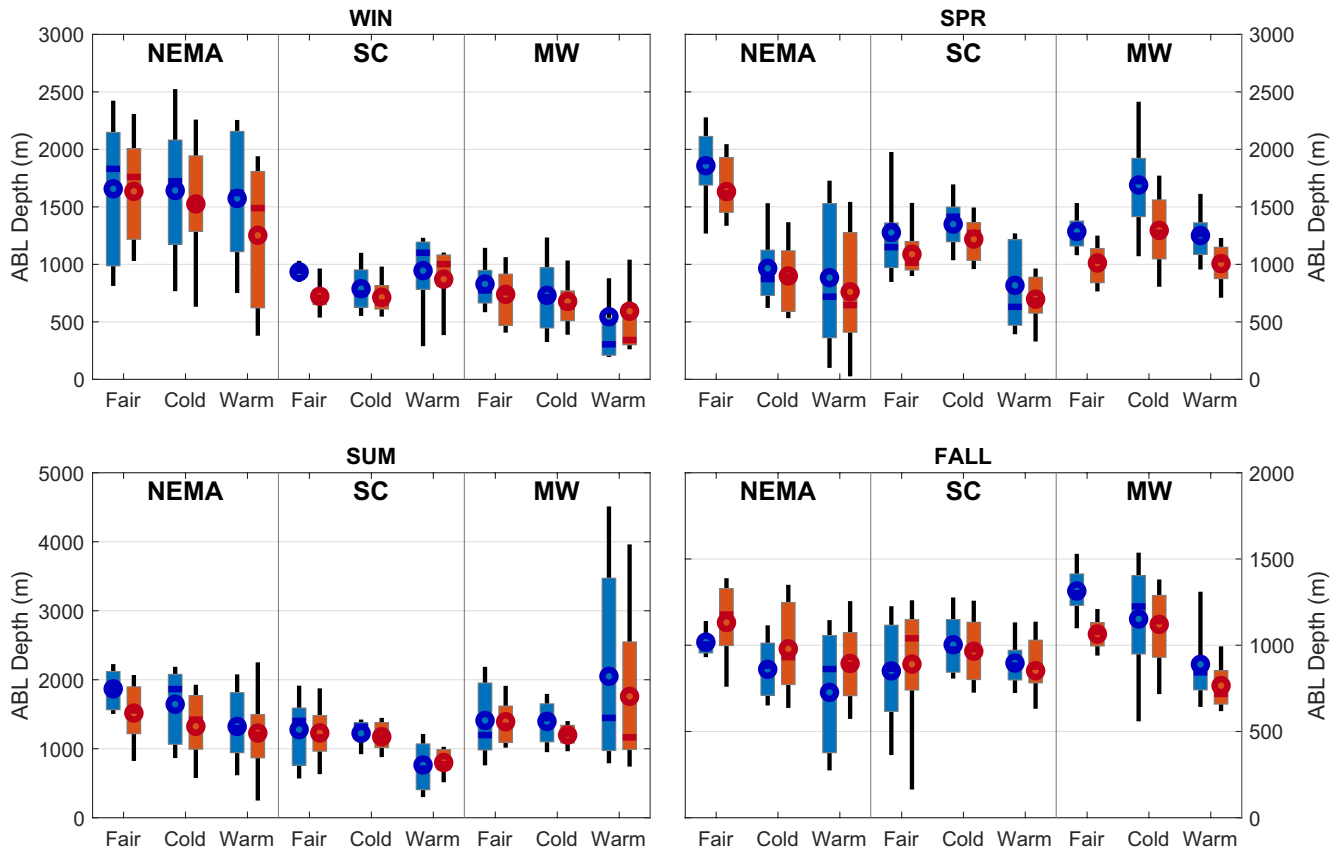 WIN
SPR
3000
NEMA
SC
MW
NEMA
SC
MW
3000
2500
2500
2000
2000
1500
1500
1000
1000
500
500
0
0
ABL Depth (m)
ABL Depth (m)
Fair Cold Warm Fair Cold Warm Fair Cold Warm
Fair Cold Warm Fair Cold Warm Fair Cold Warm
SUM
FALL
5000
NEMA
SC
MW
NEMA
SC
MW
2000
4000
1500
3000
1000
2000
500
1000
0
0
ABL Depth (m)
ABL Depth (m)
Fair Cold Warm Fair Cold Warm Fair Cold Warm
Fair Cold Warm Fair Cold Warm Fair Cold Warm